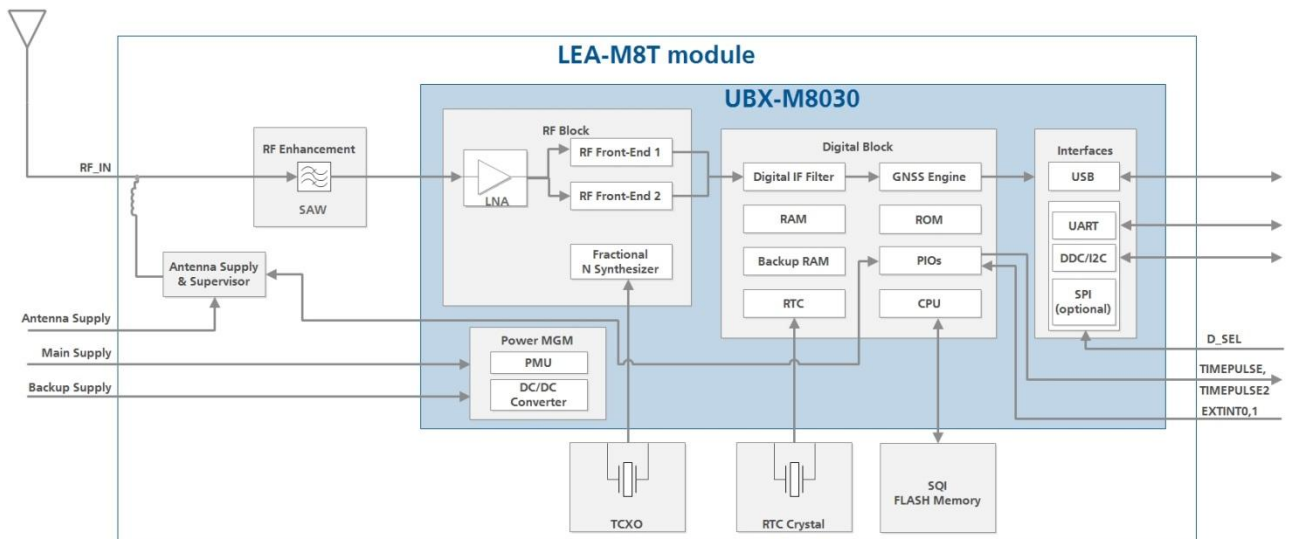 LEA-M8T module
UBX-M8030
RF_IN
RF Enhancement
SAW
RF Block
LNA
RF Front-End 1
RF Front-End 2
Fractional
N Synthesizer
Digital Block
Digital IF Filter
GNSS Engine
RAM
ROM
Backup RAM
PIOs
RTC
CPU
Interfaces
USB
UART
DDC/I2C
SPI
(optional)
Antenna Supply
& Supervisor
Antenna Supply
Main Supply
Backup Supply
Power MGM
PMU
DC/DC
Converter
D_SEL
TIMEPULSE,
TIMEPULSE2
EXTINT0,1
TCXO
RTC Crystal
SQI
FLASH Memory